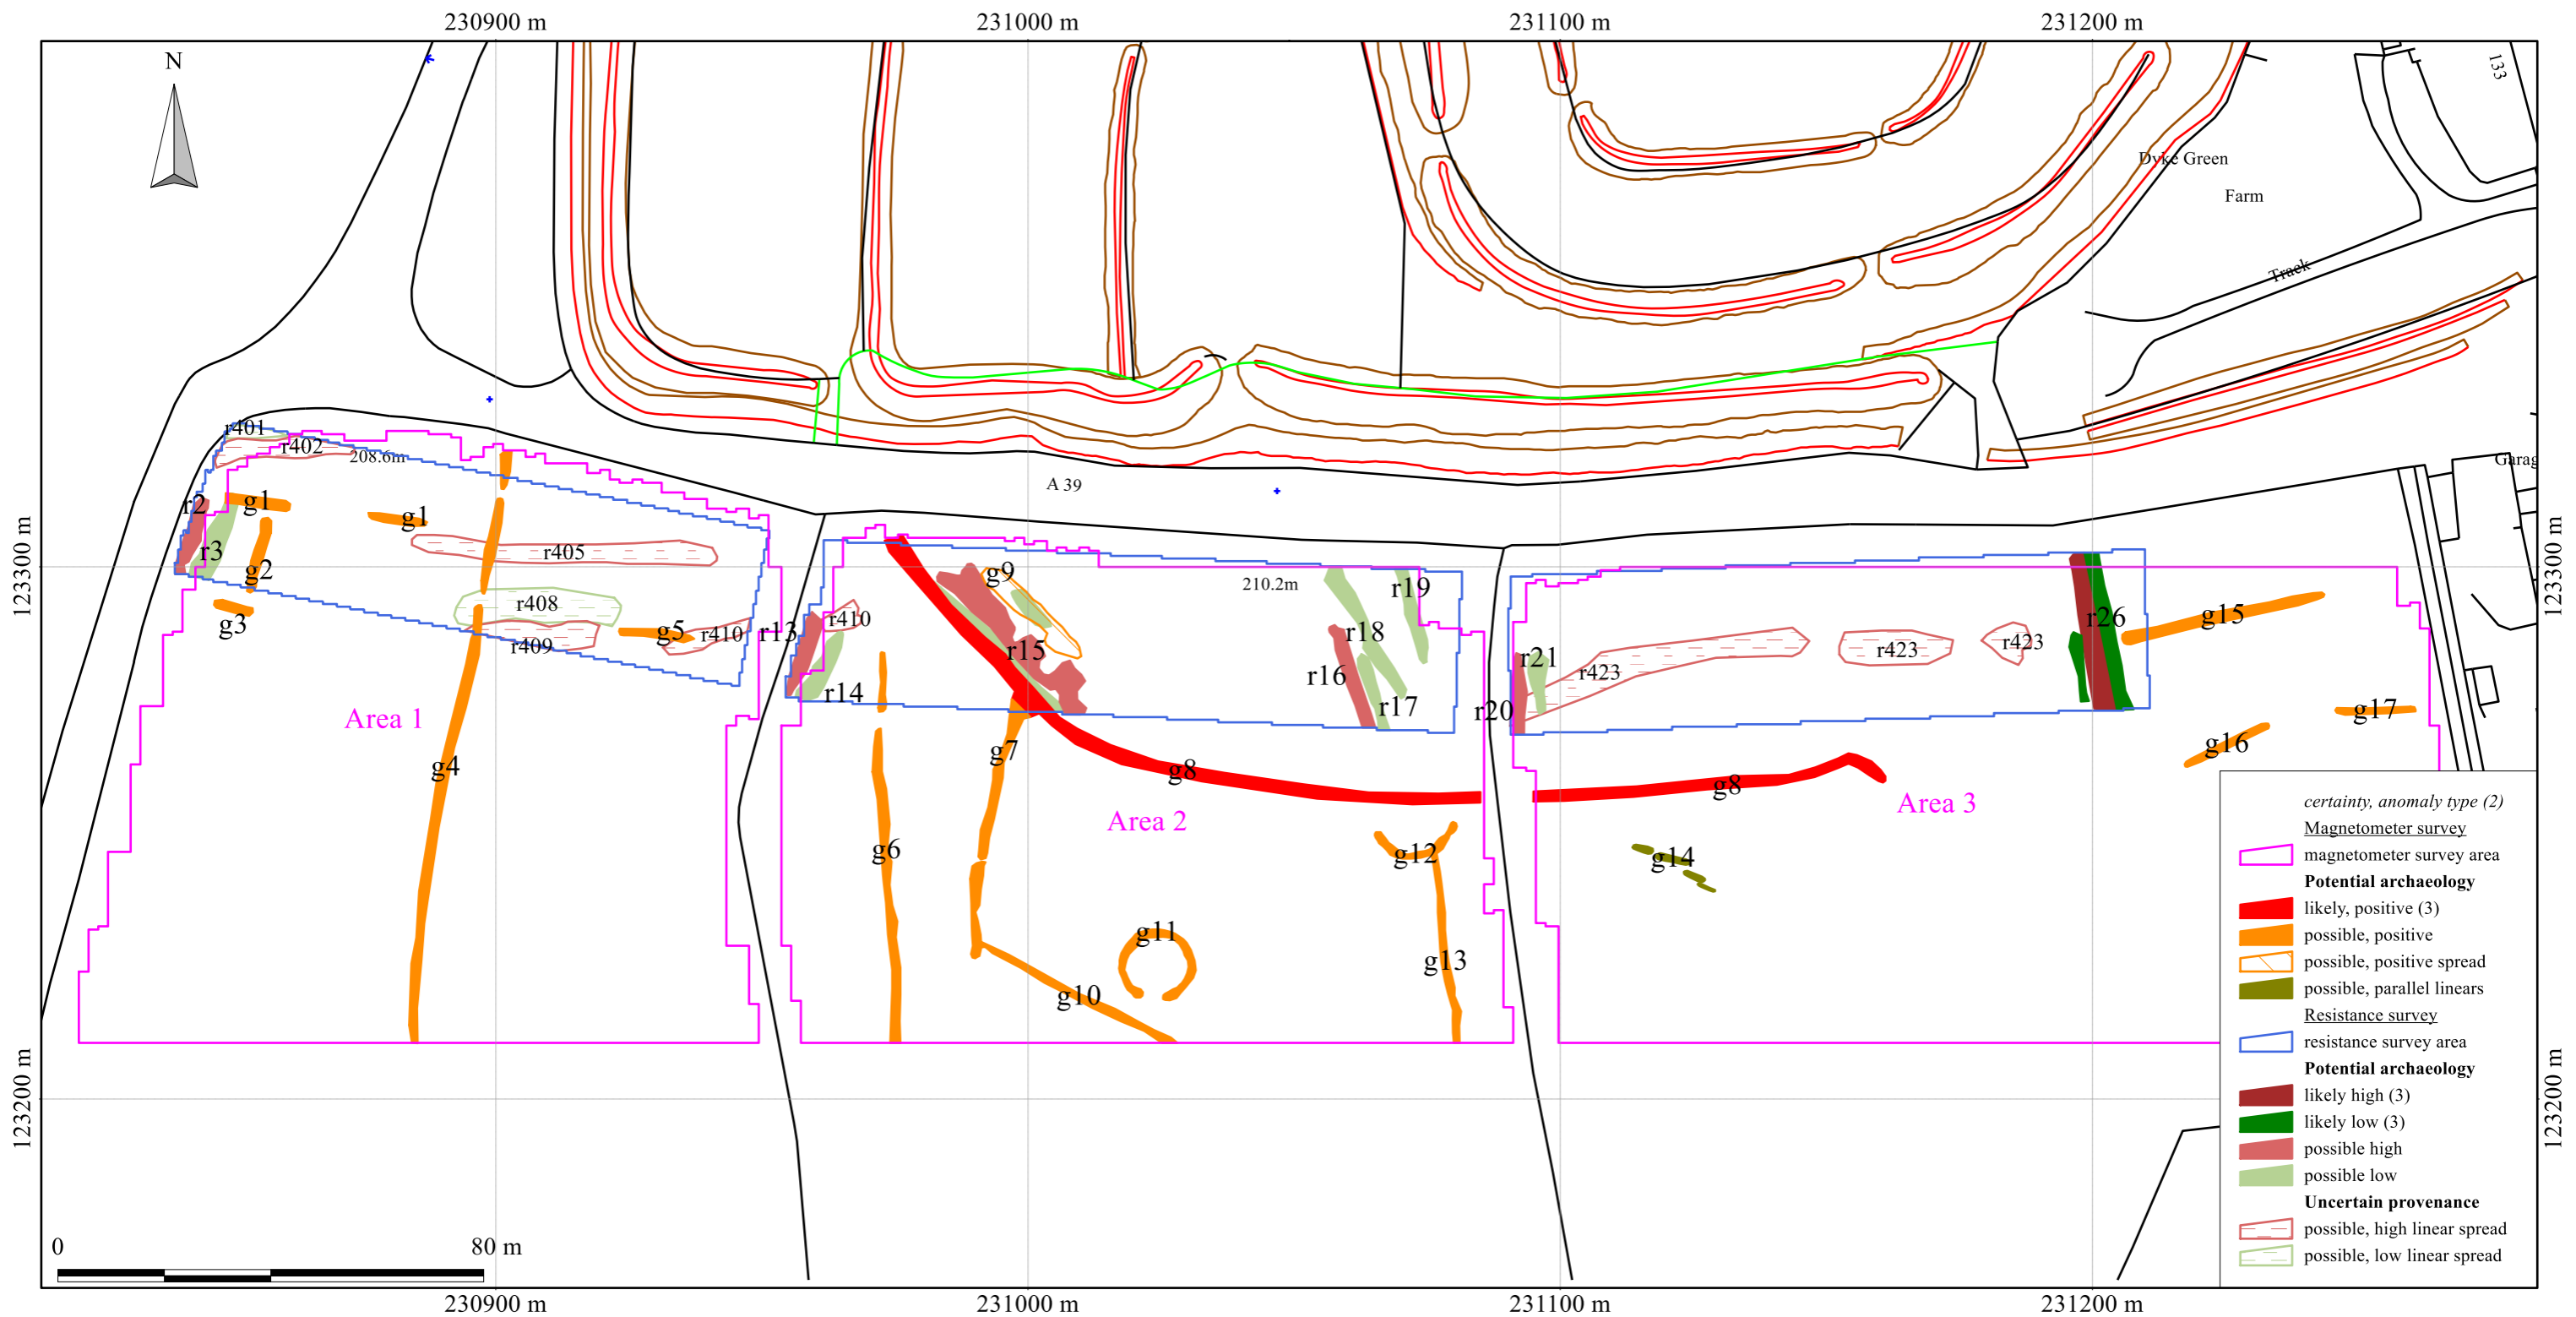 230900 m
231000 m
231100 m
231200 m
N
133
Dyke Green
Farm
Track
A 39
208.6m
210.2m
123300 m
123300 m
r401
r402
r2
g1
g1
r3
g2
g3
r405
r408
r409
g5
r410
r13
r410
r14
Area 1
g4
g9
r15
g7
g8
g6
Area 2
g10
g11
g12
g13
r19
r18
r16
r17
r20
r21
r423
r423
r423
r26
g15
g16
g17
g8
Area 3
g14
123200 m
123200 m
certainty, anomaly type (2)
Magnetometer survey
magnetometer survey area
Potential archaeology
likely, positive (3)
possible, positive
possible, positive spread
possible, parallel linears
Resistance survey
resistance survey area
Potential archaeology
likely high (3)
likely low (3)
possible high
possible low
Uncertain provenance
possible, high linear spread
possible, low linear spread
0
80 m
230900 m
231000 m
231100 m
231200 m